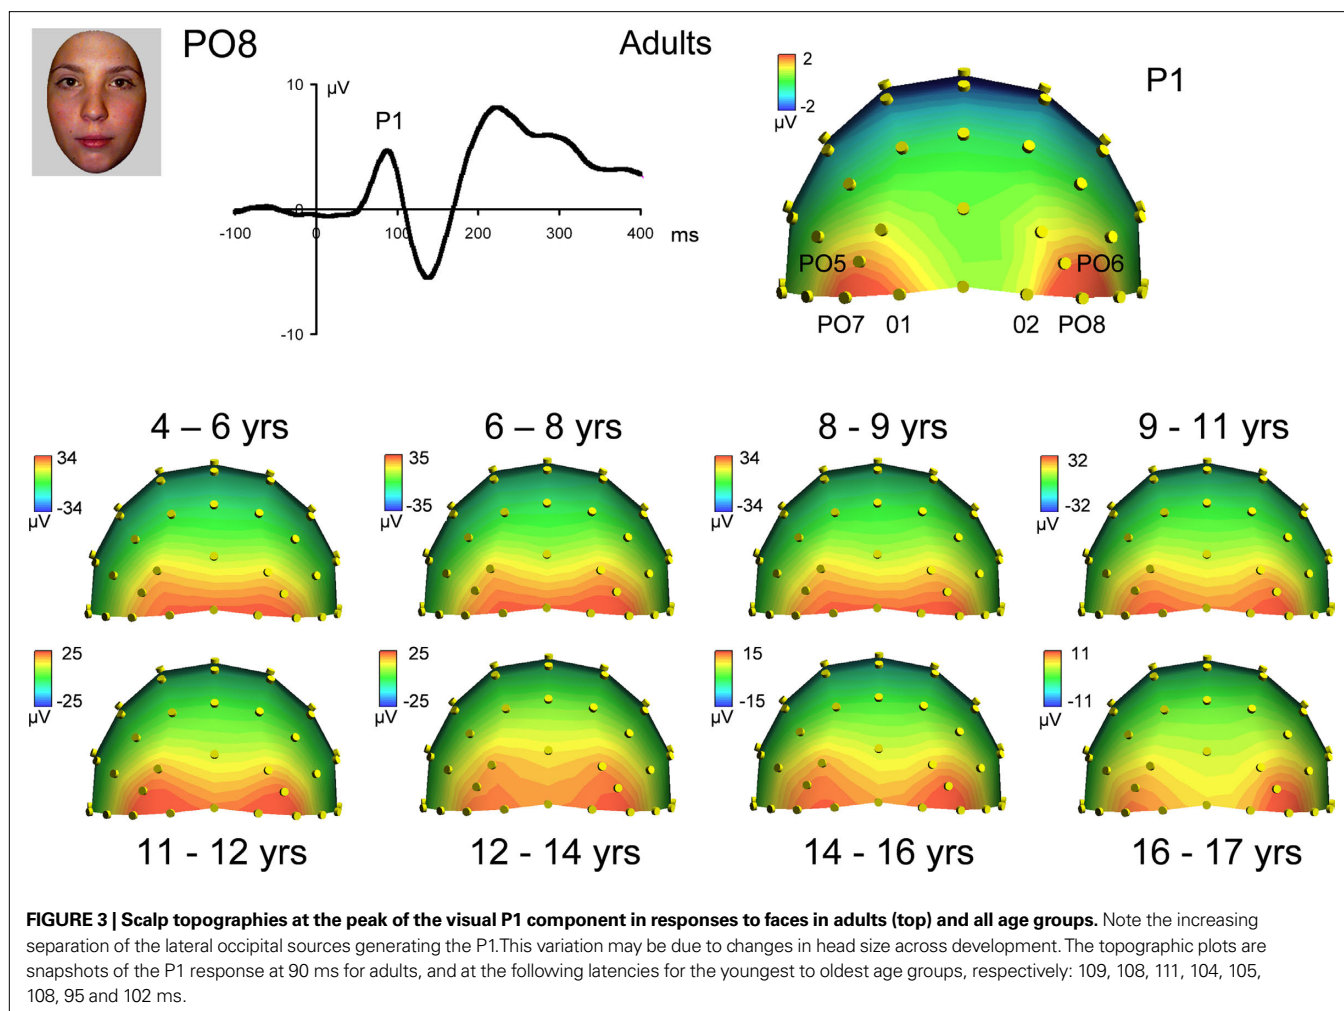 PO8
Adults
10
μV
P1
-100
0
0
100
200
300
400
ms
-10
2
-2
μV
P1
PO5
PO6
PO7
01
02
PO8
4 – 6 yrs
6 – 8 yrs
8 - 9 yrs
9 - 11 yrs
34
-34
μV
35
-35
μV
34
-34
μV
32
-32
μV
25
-25
μV
25
-25
μV
15
-15
μV
11
-11
μV
11 - 12 yrs
12 - 14 yrs
14 - 16 yrs
16 - 17 yrs
FIGURE 3 | Scalp topographies at the peak of the visual P1 component in responses to faces in adults (top) and all age groups. Note the increasing
separation of the lateral occipital sources generating the P1.This variation may be due to changes in head size across development. The topographic plots are
snapshots of the P1 response at 90 ms for adults, and at the following latencies for the youngest to oldest age groups, respectively: 109, 108, 111, 104, 105,
108, 95 and 102 ms.